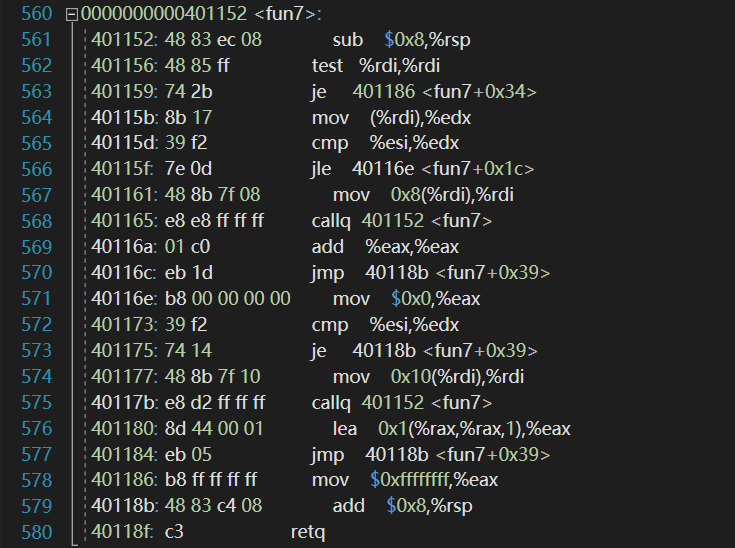 560 0000000000401152 <fun7>:
561 401152: 48 83 ec 08 sub $0x8,%rsp
562 401156: 48 85 ff test %rdi,%rdi
563 401159: 74 2b je 401186 <fun7+0x34>
564 40115b: 8b 17 mov (%rdi),%edx
565 40115d: 39 f2 cmp %esi,%edx
566 40115f: 7e 0d jle 40116e <fun7+0x1c>
567 401161: 48 8b 7f 08 mov 0x8(%rdi),%rdi
568 401165: e8 e8 ff ff ff callq 401152 <fun7>
569 40116a: 01 c0 add %eax,%eax
570 40116c: eb 1d jmp 40118b <fun7+0x39>
571 40116e: b8 00 00 00 00 mov $0x0,%eax
572 401173: 39 f2 cmp %esi,%edx
573 401175: 74 14 je 40118b <fun7+0x39>
574 401177: 48 8b 7f 10 mov 0x10(%rdi),%rdi
575 40117b: e8 d2 ff ff ff callq 401152 <fun7>
576 401180: 8d 44 00 01 lea 0x1(%rax,%rax,1),%eax
577 401184: eb 05 jmp 40118b <fun7+0x39>
578 401186: b8 ff ff ff ff mov $0xffffffff,%eax
579 40118b: 48 83 c4 08 add $0x8,%rsp
580 40118f: c3 retq